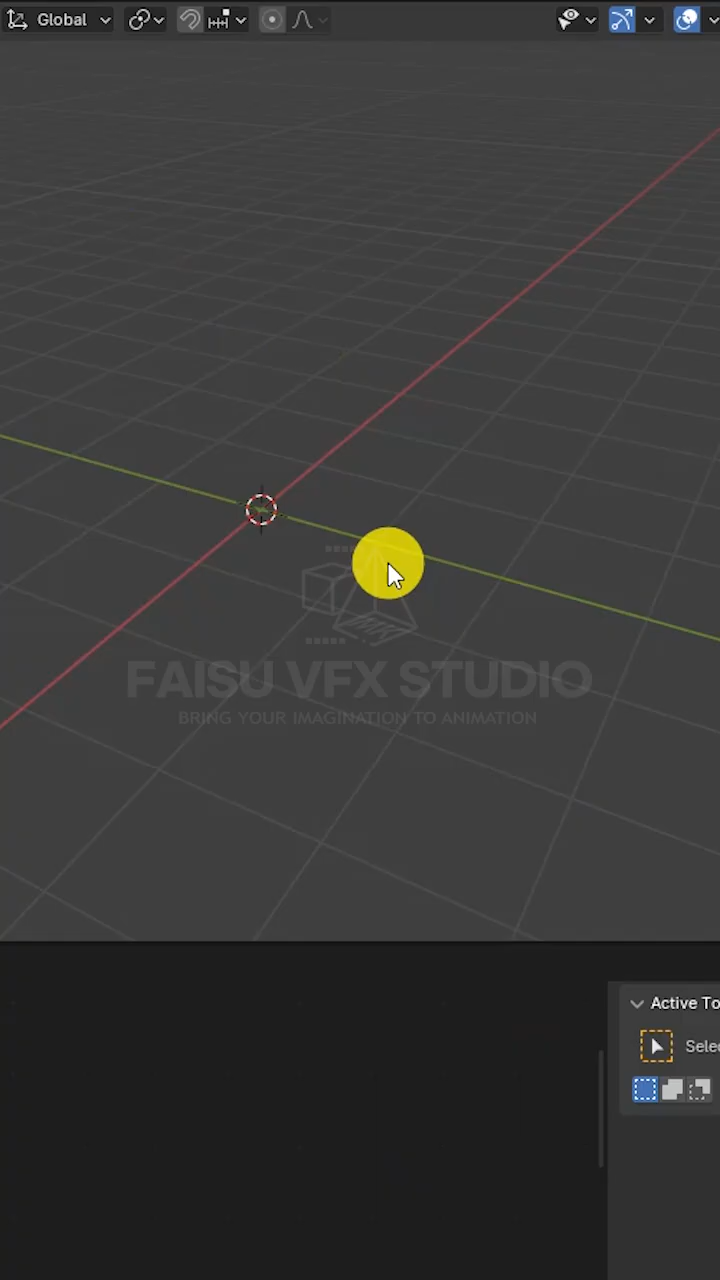 Global
FAISU VFX STUDIO
BRING YOUR IMAGINATION TO ANIMATION
Active To
Selec